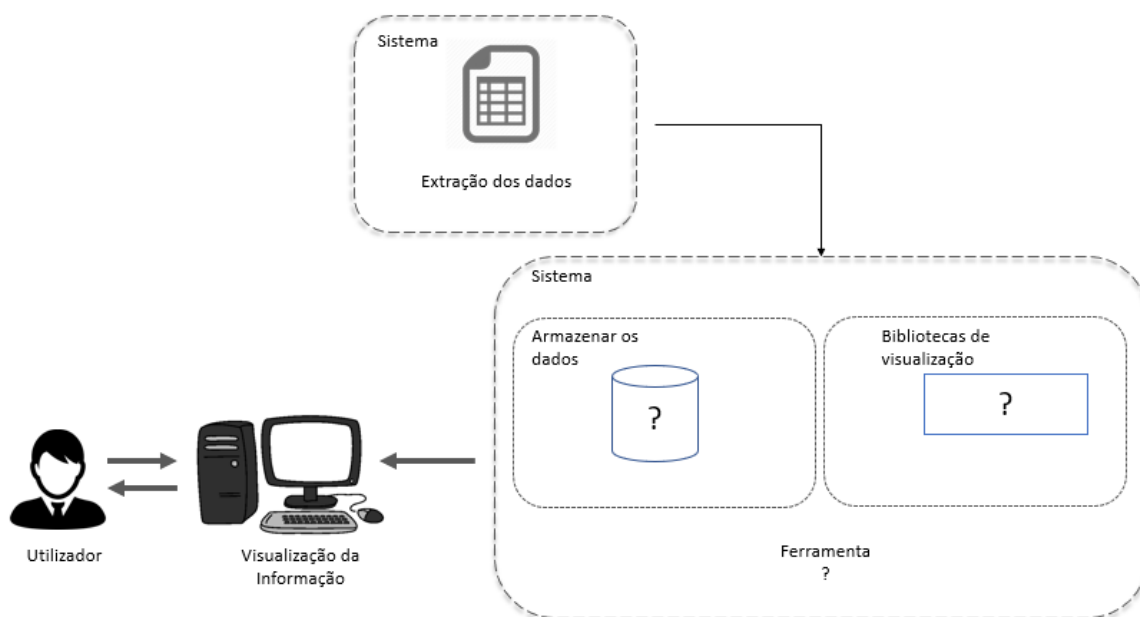 Sistema
Extração dos dados
Sistema
Armazenar os
dados
?
Bibliotecas de
visualização
?
Ferramenta
?
Utilizador
Visualização da
Informação